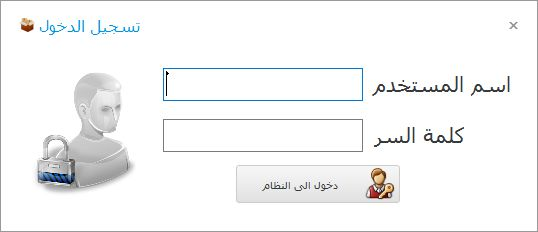 تسجيل الدخول
اسم المستخدم
كلمة السر
دخول الى النظام